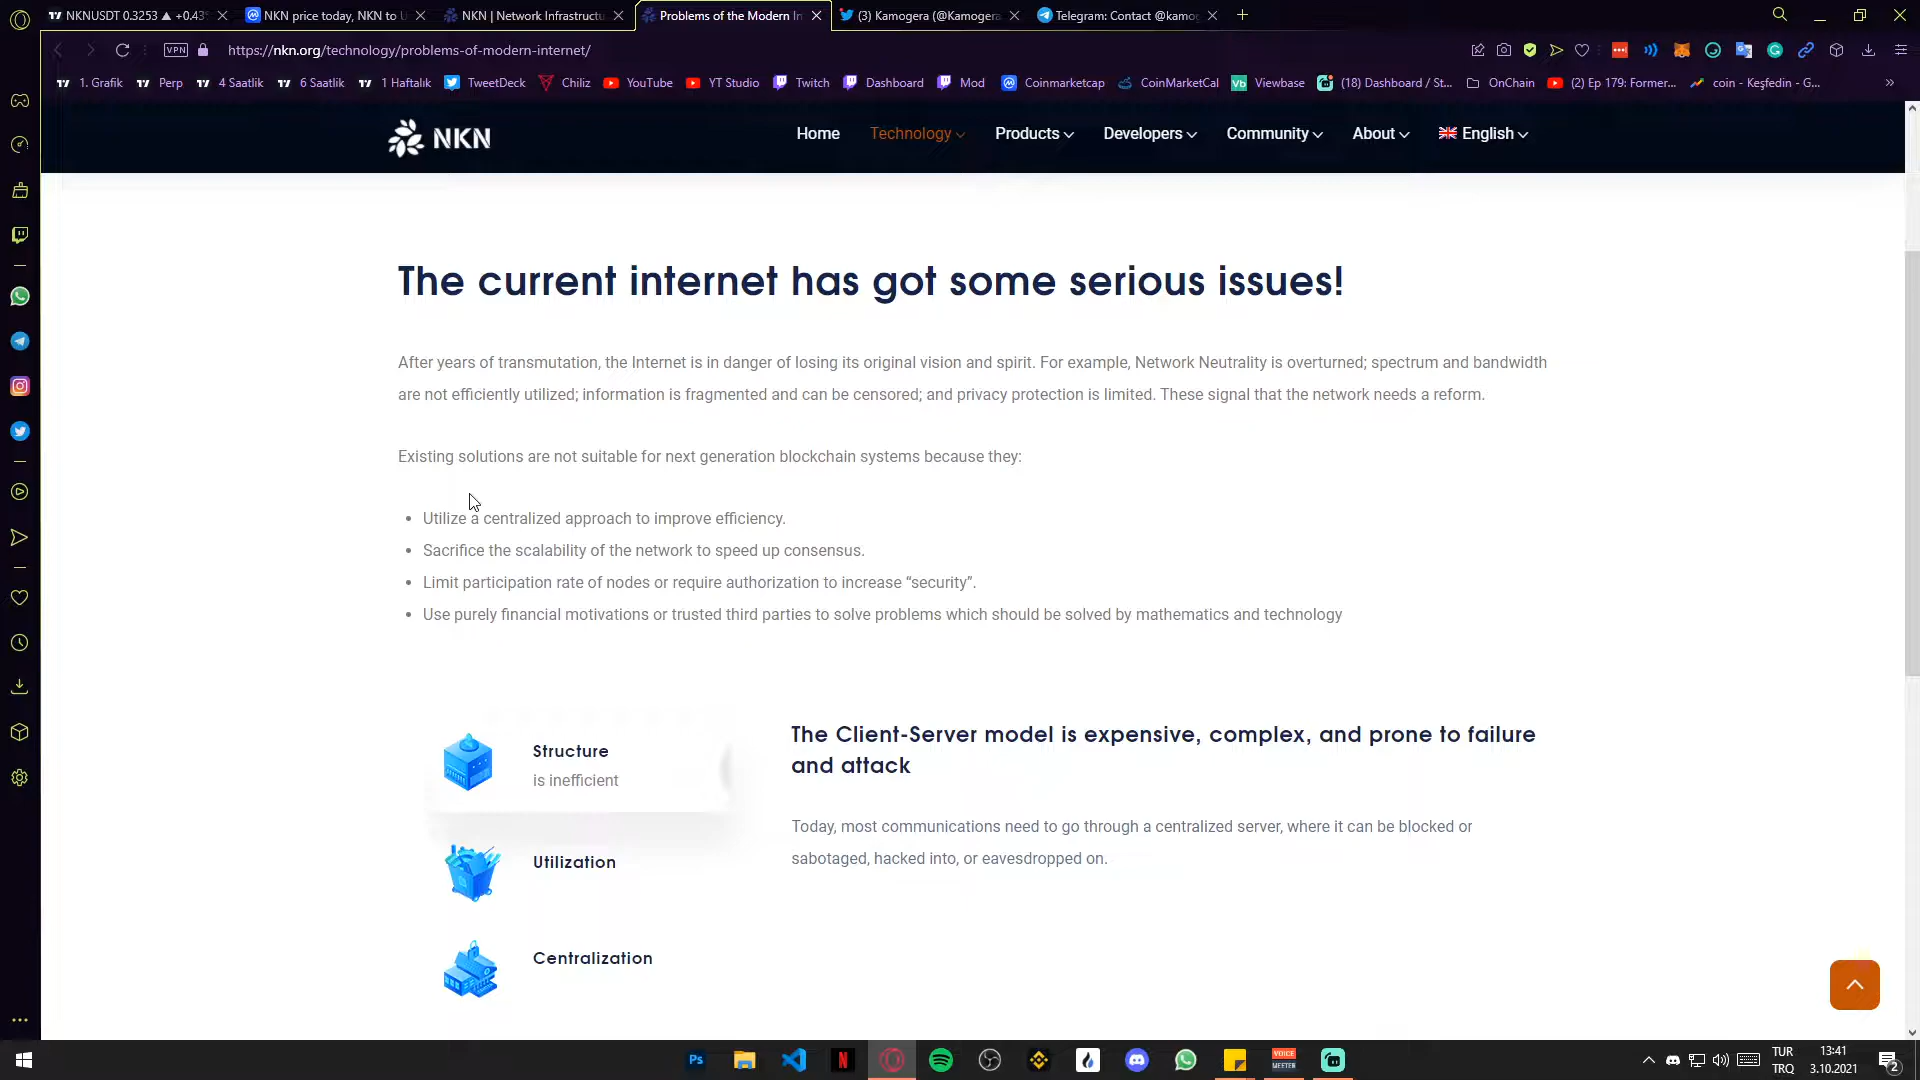 NKNUSDT 0.3253 ▲ +0.43
NKN price today, NKN to U
NKN | Network Infrastructu
Problems of the Modern In
(3) Kamogera (@Kamogera
Telegram: Contact @kamog
VPN
https://nkn.org/technology/problems-of-modern-internet/
1. Grafik
Perp
4 Saatlik
6 Saatlik
1 Haftalık
TweetDeck
Chiliz
YouTube
YT Studio
Twitch
Dashboard
Mod
Coinmarketcap
CoinMarketCal
Vb
Viewbase
(18) Dashboard / St...
OnChain
(2) Ep 179: Former...
coin - Keşfedin - G...
NKN
Home
Technology
Products
Developers
Community
About
English
The current internet has got some serious issues!
After years of transmutation, the Internet is in danger of losing its original vision and spirit. For example, Network Neutrality is overturned; spectrum and bandwidth
are not efficiently utilized; information is fragmented and can be censored; and privacy protection is limited. These signal that the network needs a reform.
Existing solutions are not suitable for next generation blockchain systems because they:
• Utilize a centralized approach to improve efficiency.
• Sacrifice the scalability of the network to speed up consensus.
• Limit participation rate of nodes or require authorization to increase “security”.
• Use purely financial motivations or trusted third parties to solve problems which should be solved by mathematics and technology
Structure
is inefficient
Utilization
Centralization
The Client-Server model is expensive, complex, and prone to failure
and attack
Today, most communications need to go through a centralized server, where it can be blocked or
sabotaged, hacked into, or eavesdropped on.
Ps
N
VOICE
MEETER
TUR
TRQ
13:41
3.10.2021
2